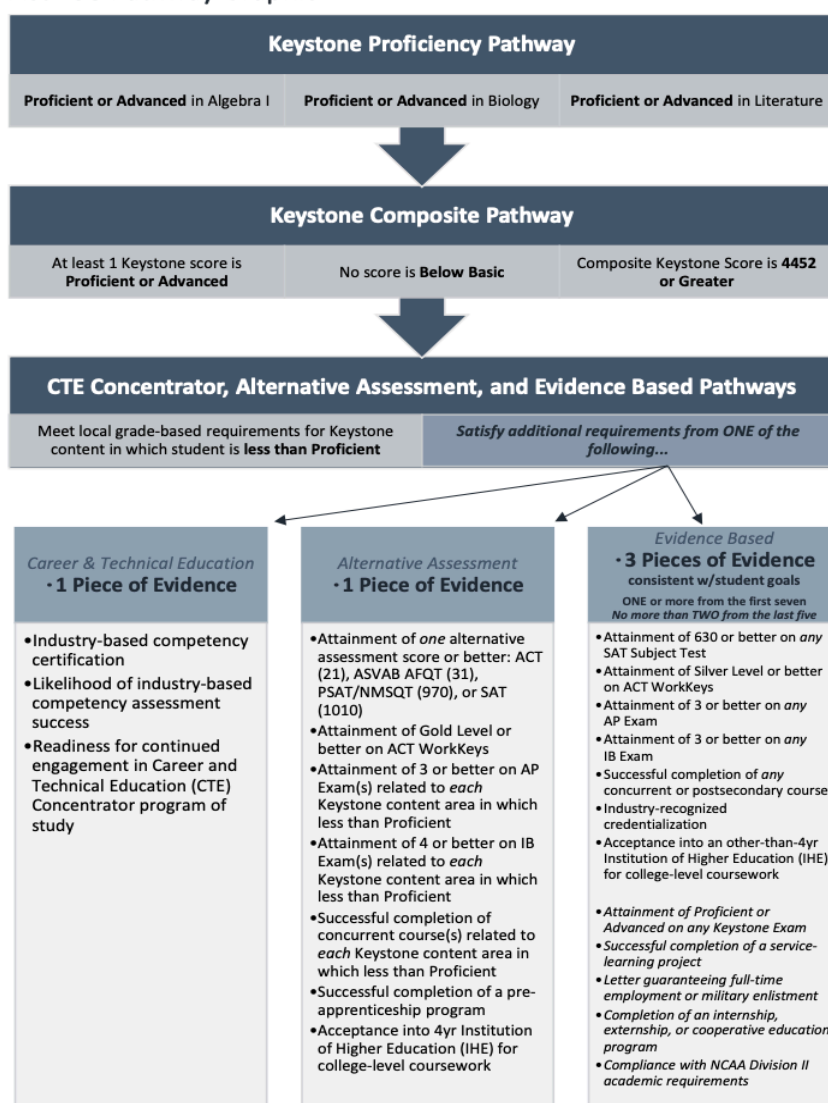 Keystone Proficiency Pathway
Proficient or Advanced in Algebra I
Proficient or Advanced in Biology
Proficient or Advanced in Literature
Keystone Composite Pathway
At least 1 Keystone score is
Proficient or Advanced
No score is Below Basic
Composite Keystone Score is 4452
or Greater
CTE Concentrator, Alternative Assessment, and Evidence Based Pathways
Meet local grade-based requirements for Keystone
content in which student is less than Proficient
Satisfy additional requirements from ONE of the
following...
Career & Technical Education
· 1 Piece of Evidence
•Industry-based competency
certification
•Likelihood of industry-based
competency assessment
success
•Readiness for continued
engagement in Career and
Technical Education (CTE)
Concentrator program of
study
Alternative Assessment
· 1 Piece of Evidence
•Attainment of one alternative
assessment score or better: ACT
(21), ASVAB AFQT (31),
PSAT/NMSQT (970), or SAT
(1010)
•Attainment of Gold Level or
better on ACT WorkKeys
•Attainment of 3 or better on AP
Exam(s) related to each
Keystone content area in which
less than Proficient
•Attainment of 4 or better on IB
Exam(s) related to each
Keystone content area in which
less than Proficient
•Successful completion of
concurrent course(s) related to
each Keystone content area in
which less than Proficient
•Successful completion of a pre-
apprenticeship program
•Acceptance into 4yr Institution
of Higher Education (IHE) for
college-level coursework
Evidence Based
· 3 Pieces of Evidence
consistent w/student goals
ONE or more from the first seven
No more than TWO from the last five
•Attainment of 630 or better on any
SAT Subject Test
•Attainment of Silver Level or better
on ACT WorkKeys
•Attainment of 3 or better on any
AP Exam
•Attainment of 3 or better on any
IB Exam
•Successful completion of any
concurrent or postsecondary course
•Industry-recognized
credentialization
•Acceptance into an other-than-4yr
Institution of Higher Education (IHE)
for college-level coursework
•Attainment of Proficient or
Advanced on any Keystone Exam
•Successful completion of a service-
learning project
•Letter guaranteeing full-time
employment or military enlistment
•Completion of an internship,
externship, or cooperative education
program
•Compliance with NCAA Division II
academic requirements